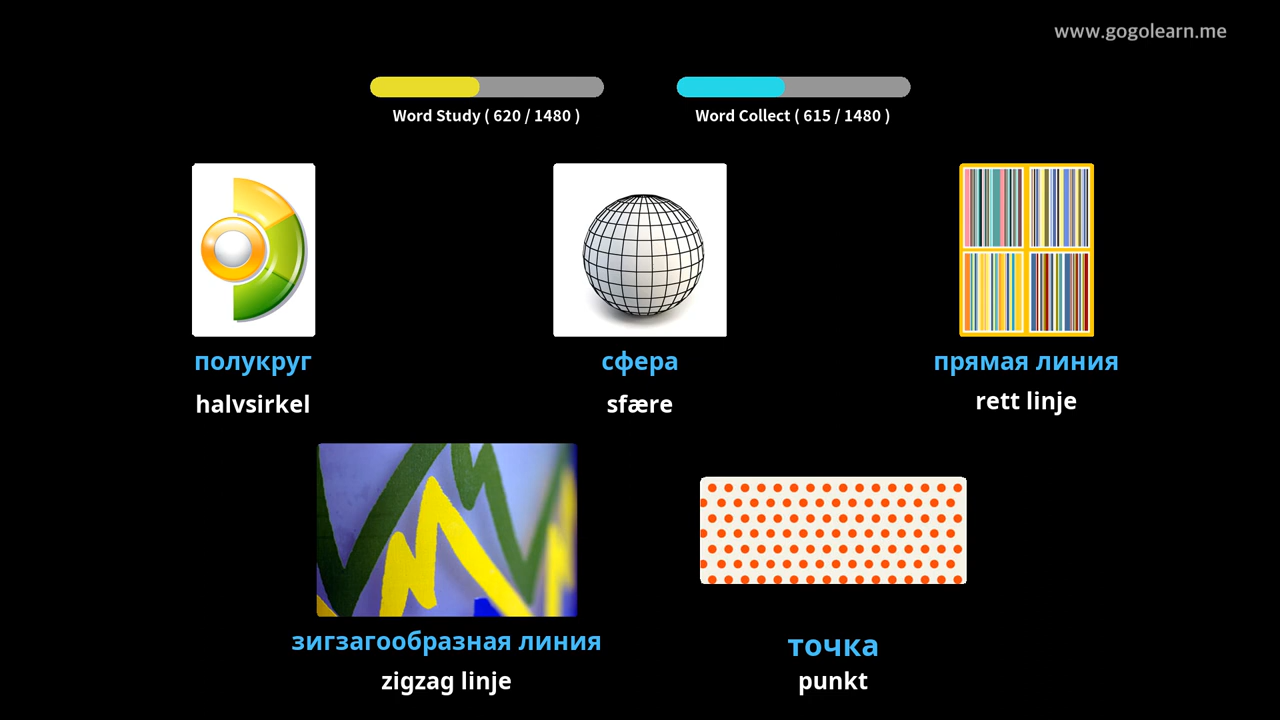 www.gogolearn.me
Word Study ( 620 / 1480 )
Word Collect ( 615 / 1480 )
полукруг
halvsirkel
сфера
sfære
прямая линия
rett linje
зигзагообразная линия
zigzag linje
точка
punkt